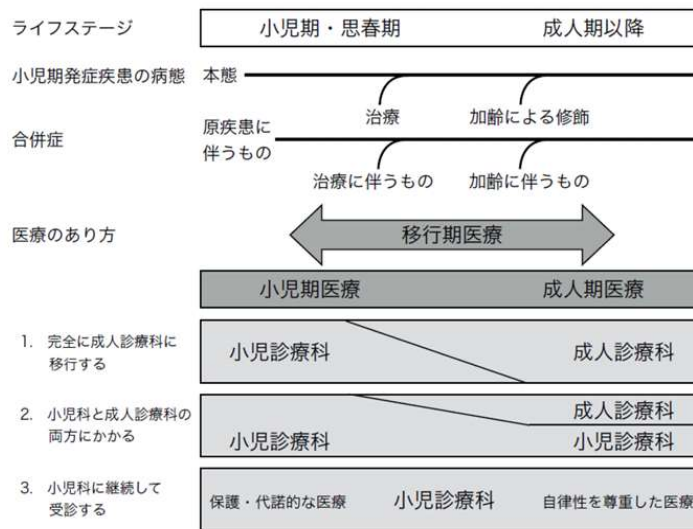 ライフステージ 小児期・思春期 成人期以降
小児期発症疾患の病態 本態
治療 加齢による修飾
合併症 原疾患に
伴うもの
治療に伴うもの 加齢に伴うもの
医療のあり方 移行期医療
小児期医療 成人期医療
1. 完全に成人診療科に
移行する
小児診療科 成人診療科
2. 小児科と成人診療科の
両方にかかる
成人診療科
小児診療科 小児診療科
3. 小児科に継続して
受診する
保護・代諾的な医療 小児診療科 自律性を尊重した医療